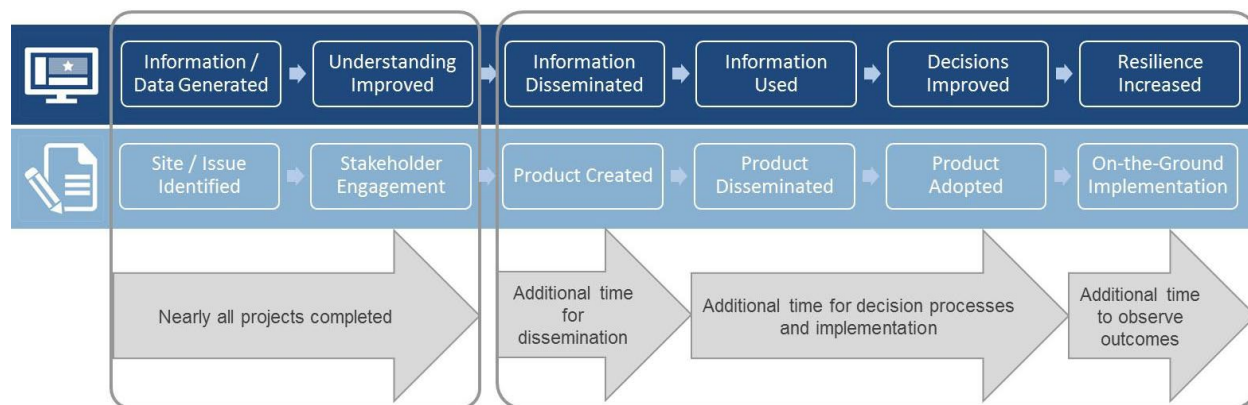 Information /
Data Generated
Understanding
Improved
Information
Disseminated
Information
Used
Decisions
Improved
Resilience
Increased
Site / Issue
Identified
Stakeholder
Engagement
Product Created
Product
Disseminated
Product
Adopted
On-the-Ground
Implementation
Nearly all projects completed
Additional time
for
dissemination
Additional time for decision processes
and implementation
Additional time
to observe
outcomes